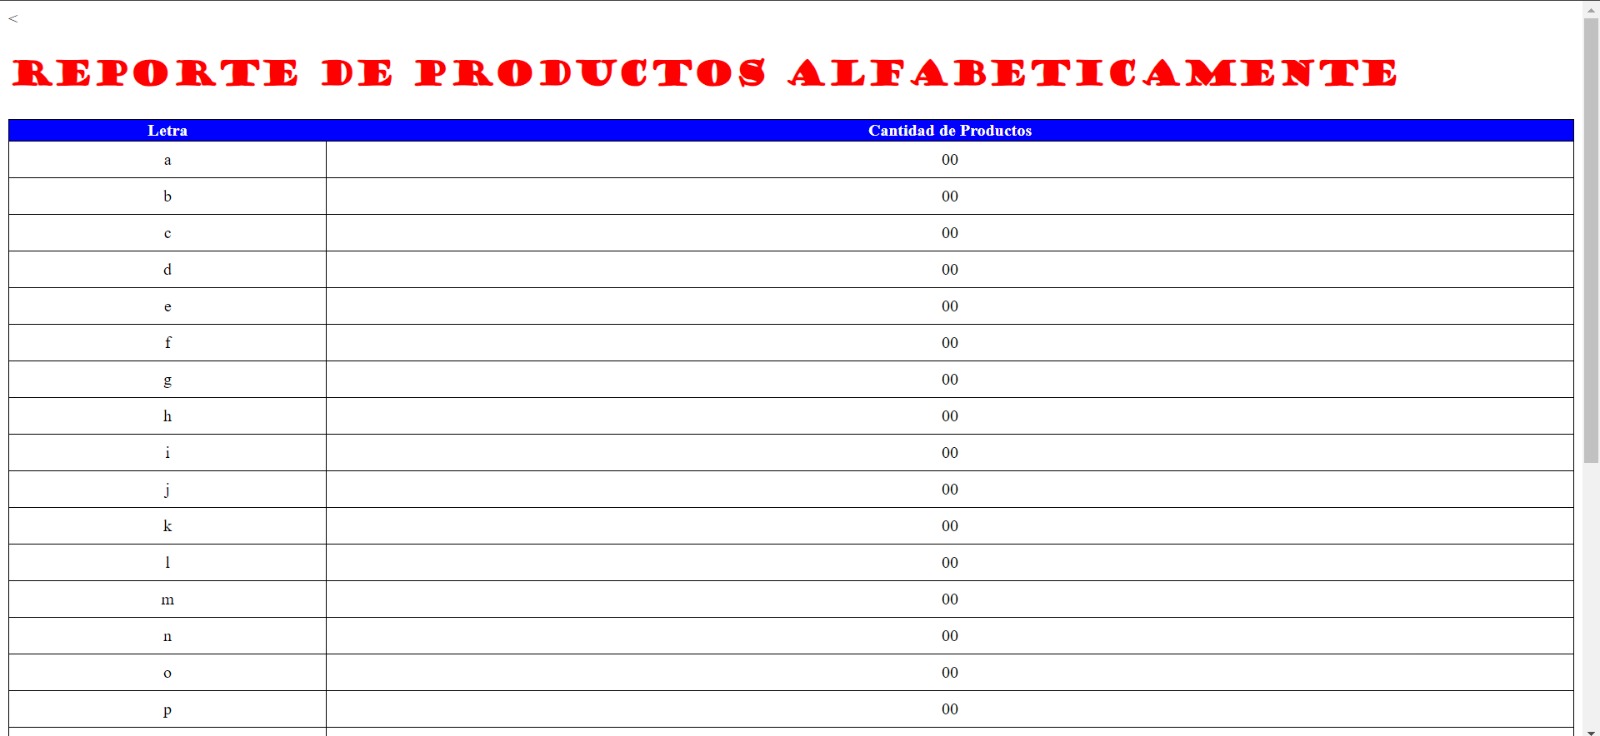 <
REPORTE DE PRODUCTOS ALFABETICAMENTE
Letra Cantidad de Productos
a 00
b 00
c 00
d 00
e 00
f 00
g 00
h 00
i 00
j 00
k 00
l 00
m 00
n 00
o 00
p 00